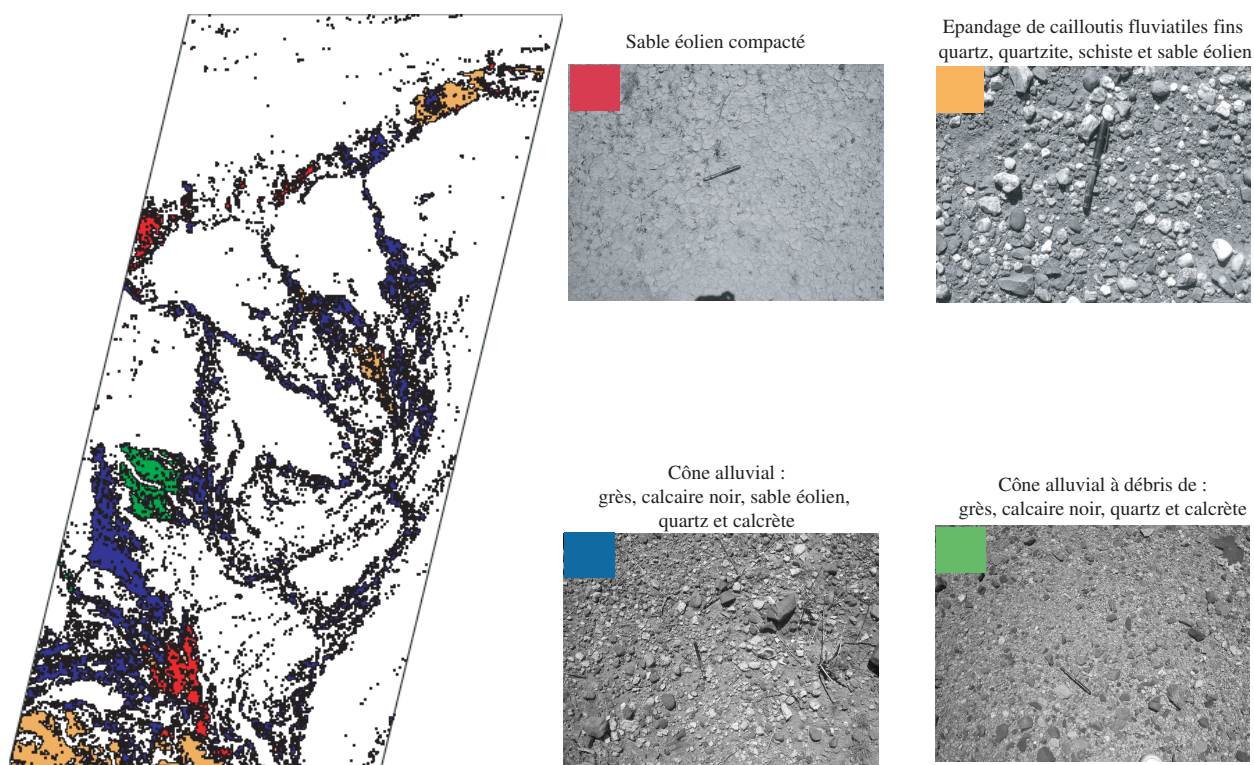 Sable éolien compacté
Epandage de cailloutis fluviatiles fins
quartz, quartzite, schiste et sable éolien
Cône alluvial :
grès, calcaire noir, sable éolien,
quartz et calcrète
Cône alluvial à débris de :
grès, calcaire noir, quartz et calcrète